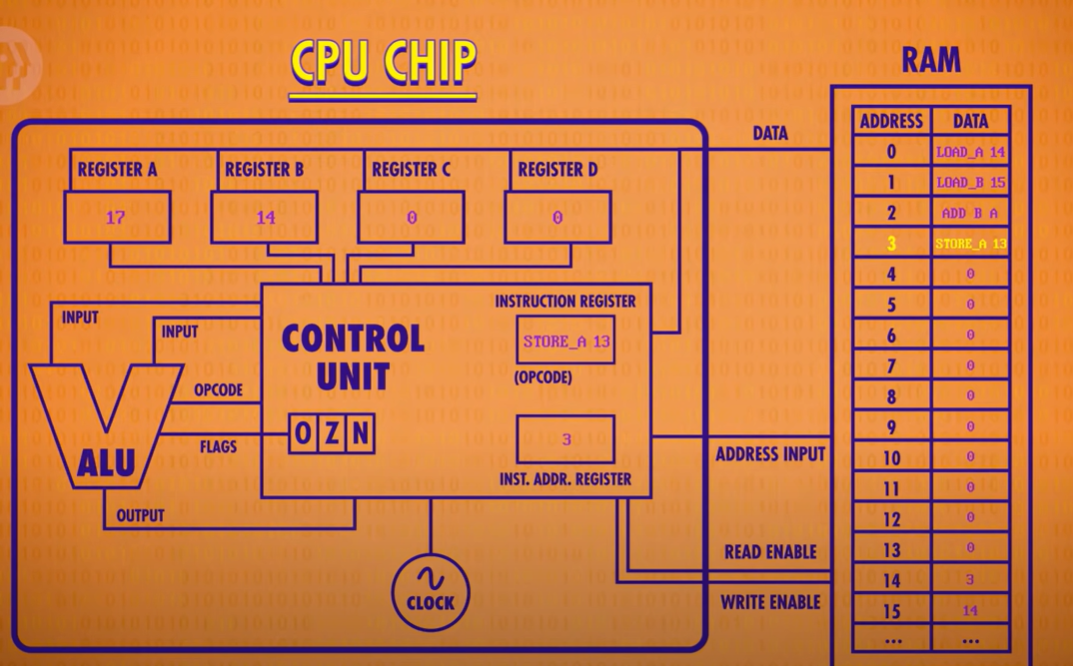 CPU CHIP
RAM
DATA
ADDRESS DATA
0 LOAD_A 14
1 LOAD_B 15
2 ADD B A
3 STORE_A 13
4 0
5 0
6 0
7 0
8 0
9 0
10 0
11 0
12 0
13 0
14 3
15 14
... ...
REGISTER A
17
REGISTER B
14
REGISTER C
0
REGISTER D
0
CONTROL
UNIT
O Z N
INSTRUCTION REGISTER
STORE_A 13
(OPCODE)
3
INST. ADDR. REGISTER
INPUT
INPUT
OPCODE
FLAGS
ALU
OUTPUT
CLOCK
ADDRESS INPUT
READ ENABLE
WRITE ENABLE